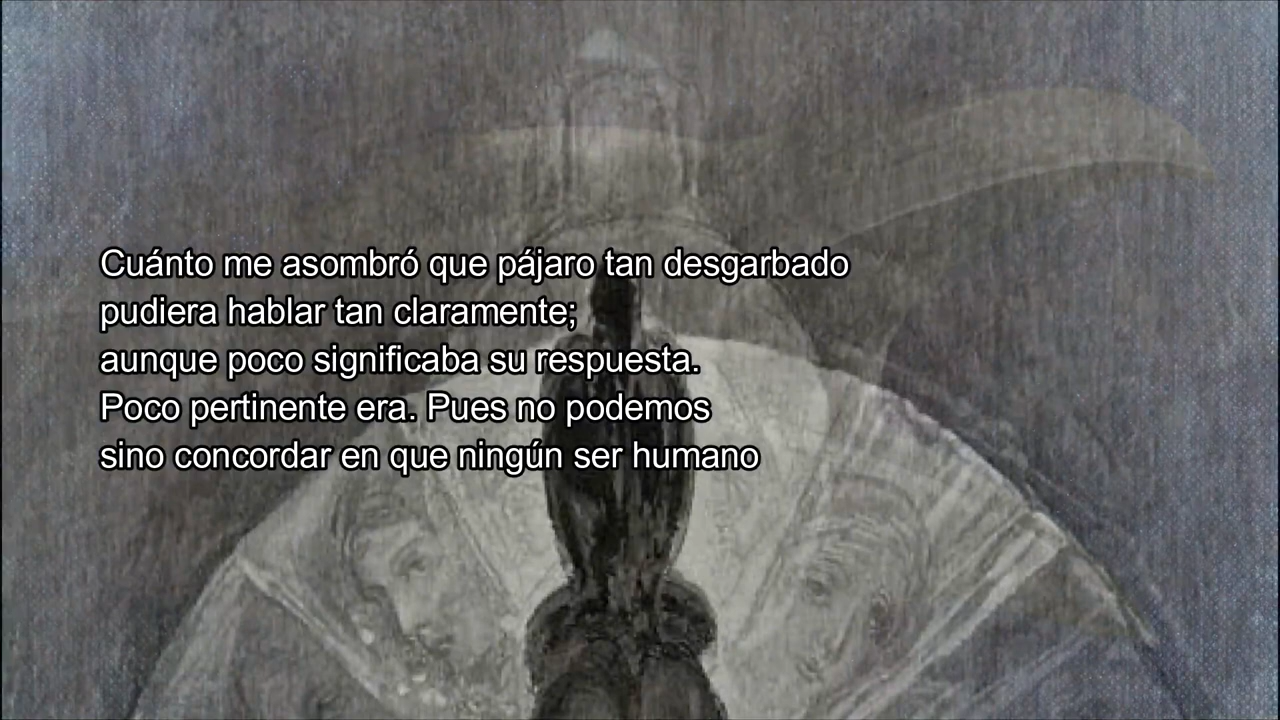 Cuánto me asombró que pájaro tan desgarbado
pudiera hablar tan claramente;
aunque poco significaba su respuesta.
Poco pertinente era. Pues no podemos
sino concordar en que ningún ser humano